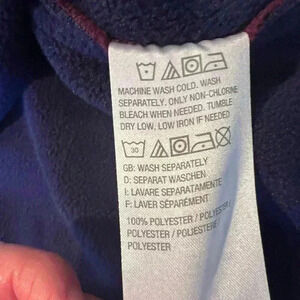 MACHINE WASH COLD. WASH
SEPARATELY. ONLY NON-CHLORINE
BLEACH WHEN NEEDED. TUMBLE
DRY LOW. LOW IRON IF NEEDED
30
GB: WASH SEPARATELY
D: SEPARAT WASCHEN
I: LAVARE SEPARATAMENTE
F: LAVER SÉPARÉMENT
100% POLYESTER / POLYESTER
POLYESTER / POLIESTERE
POLYESTER